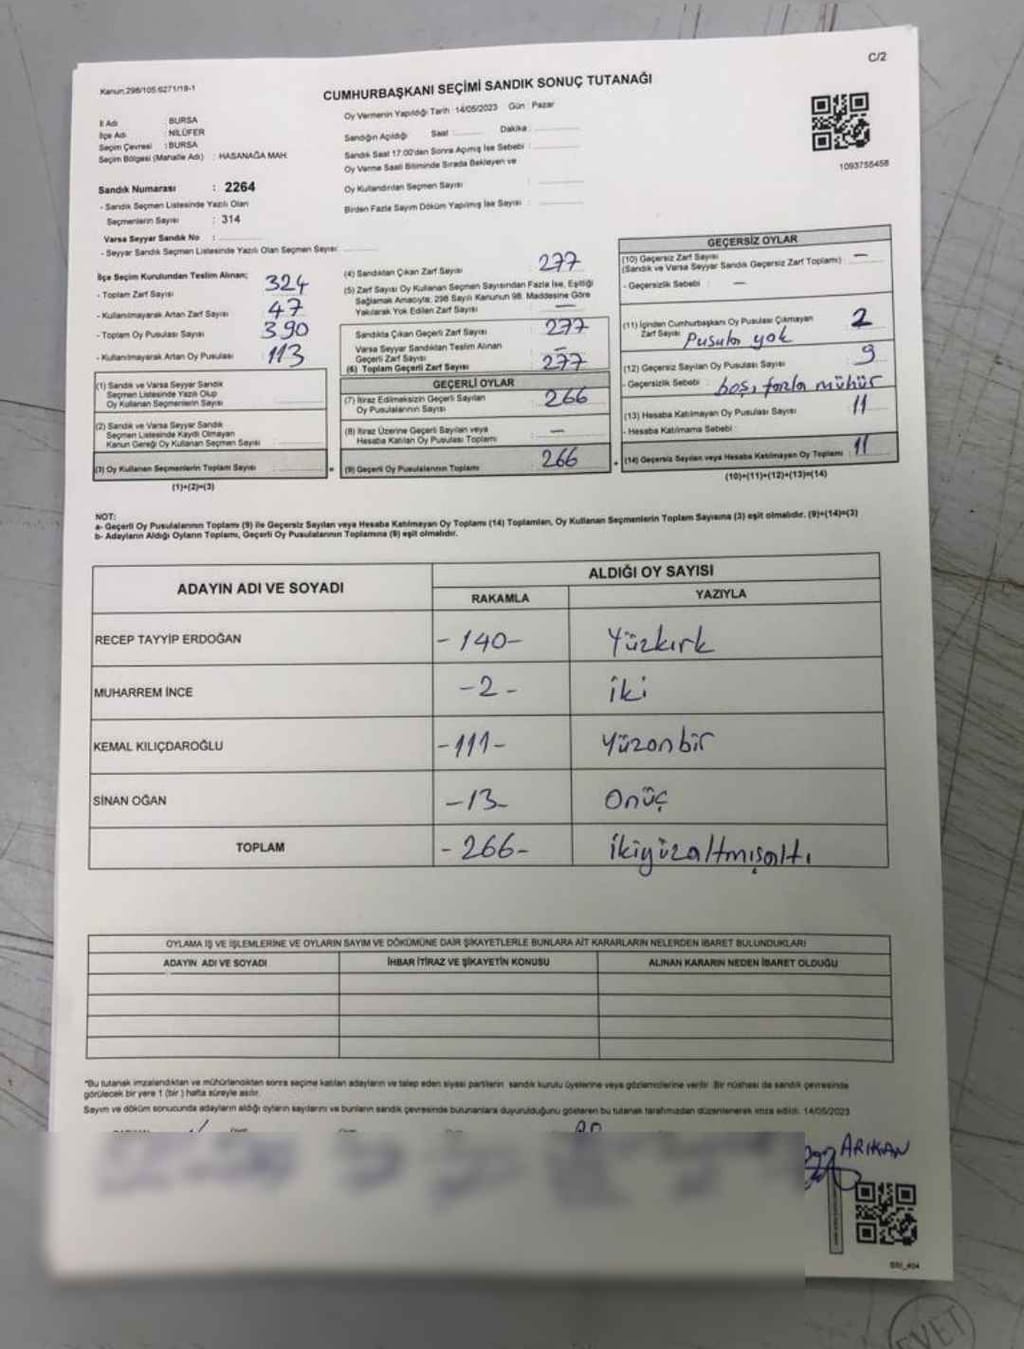 C/2
Kanun 298/105 6271/18-1
CUMHURBAŞKANI SEÇİMİ SANDIK SONUÇ TUTANAĞI
İl Adı : BURSA
İlçe Adı : NİLÜFER
Seçim Çevresi : BURSA
Seçim Bölgesi (Mahalle Adı) : HASANAĞA MAH.
Sandık Numarası : 2264
- Sandık Seçmen Listesinde Yazılı Olan
Seçmenlerin Sayısı : 314
Varsa Seyyar Sandık No :
- Seyyar Sandık Seçmen Listesinde Yazılı Olan Seçmen Sayısı:
Oy Vermenin Yapıldığı Tarih : 14/05/2023 Gün : Pazar
Sandığın Açıldığı Saat Dakika :
Sandık Saat 17:00'den Sonra Açılmış İse Sebebi :
Oy Verme Saati Bitiminde Sırada Bekleyen ve
Oy Kullandırılan Seçmen Sayısı
Birden Fazla Sayım Döküm Yapılmış İse Sayısı :
1093755458
İlçe Seçim Kurulundan Teslim Alınan;
- Toplam Zarf Sayısı 324
- Kullanılmayarak Artan Zarf Sayısı 47
- Toplam Oy Pusulası Sayısı 390
- Kullanılmayarak Artan Oy Pusulası 113
(1) Sandık ve Varsa Seyyar Sandık
Seçmen Listesinde Yazılı Olup
Oy Kullanan Seçmenlerin Sayısı
(2) Sandık ve Varsa Seyyar Sandık
Seçmen Listesinde Kaydı Olmayan
Kanun Gereği Oy Kullanan Seçmen Sayısı
(3) Oy Kullanan Seçmenlerin Toplam Sayısı
(1)+(2)=(3)
(4) Sandıktan Çıkan Zarf Sayısı 277
(5) Zarf Sayısı Oy Kullanan Seçmen Sayısından Fazla İse, Eşitliği
Sağlamak Amacıyla; 298 Sayılı Kanunun 98. Maddesine Göre
Yakılarak Yok Edilen Zarf Sayısı : —
Sandıkta Çıkan Geçerli Zarf Sayısı : 277
Varsa Seyyar Sandıktan Teslim Alınan
Geçerli Zarf Sayısı : —
(6) Toplam Geçerli Zarf Sayısı : 277
GEÇERLİ OYLAR
(7) İtiraz Edilmeksizin Geçerli Sayılan
Oy Pusulalarının Sayısı : 266
(8) İtiraz Üzerine Geçerli Sayılan veya
Hesaba Katılan Oy Pusulası Toplamı : —
(9) Geçerli Oy Pusulalarının Toplamı : 266
GEÇERSİZ OYLAR
(10) Geçersiz Zarf Sayısı
(Sandık ve Varsa Seyyar Sandık Geçersiz Zarf Toplamı) : —
- Geçersizlik Sebebi : —
(11) İçinden Cumhurbaşkanı Oy Pusulası Çıkmayan
Zarf Sayısı : 2
Pusula yok
(12) Geçersiz Sayılan Oy Pusulası Sayısı : 9
- Geçersizlik Sebebi : boş, fazla mühür
(13) Hesaba Katılmayan Oy Pusulası Sayısı : 11
- Hesaba Katılmama Sebebi :
(14) Geçersiz Sayılan veya Hesaba Katılmayan Oy Toplamı : 11
(10)+(11)+(12)+(13)=(14)
NOT:
a- Geçerli Oy Pusulalarının Toplamı (9) ile Geçersiz Sayılan veya Hesaba Katılmayan Oy Toplamı (14) Toplamları, Oy Kullanan Seçmenlerin Toplam Sayısına (3) eşit olmalıdır. (9)+(14)=(3)
b- Adayların Aldığı Oyların Toplamı, Geçerli Oy Pusulalarının Toplamına (9) eşit olmalıdır.
ADAYIN ADI VE SOYADI ALDIĞI OY SAYISI
RAKAMLA YAZIYLA
RECEP TAYYİP ERDOĞAN -140- Yüzkırk
MUHARREM İNCE -2- iki
KEMAL KILIÇDAROĞLU -111- Yüzonbir
SİNAN OĞAN -13- Onüç
TOPLAM -266- ikiyüzaltmışaltı
OYLAMA İŞ VE İŞLEMLERİNE VE OYLARIN SAYIM VE DÖKÜMÜNE DAİR ŞİKAYETLERLE BUNLARA AİT KARARLARIN NELERDEN İBARET BULUNDUKLARI
ADAYIN ADI VE SOYADI İHBAR İTİRAZ VE ŞİKAYETİN KONUSU ALINAN KARARIN NEDEN İBARET OLDUĞU
*Bu tutanak imzalandıktan ve mühürlendikten sonra seçime katılan adayların ve talep eden siyasi partilerin sandık kurulu üyelerine veya gözlemcilerine verilir. Bir nüshası da sandık çevresinde
görülecek bir yere 1 (bir ) hafta süreyle asılır.
Sayım ve döküm sonucunda adayların aldığı oyların sayılarını ve bunların sandık çevresinde bulunanlara duyurulduğunu gösteren bu tutanak tarafımızdan düzenlenerek imza edildi. 14/05/2023
ARIKAN
EVET